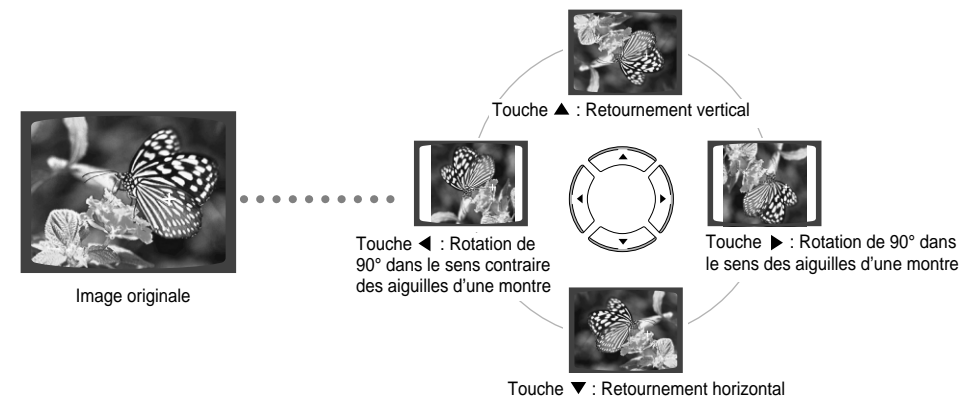 Touche ▲ : Retournement vertical
Image originale
Touche ◀ : Rotation de
90° dans le sens contraire
des aiguilles d'une montre
Touche ▶ : Rotation de 90° dans
le sens des aiguilles d'une montre
Touche ▼ : Retournement horizontal